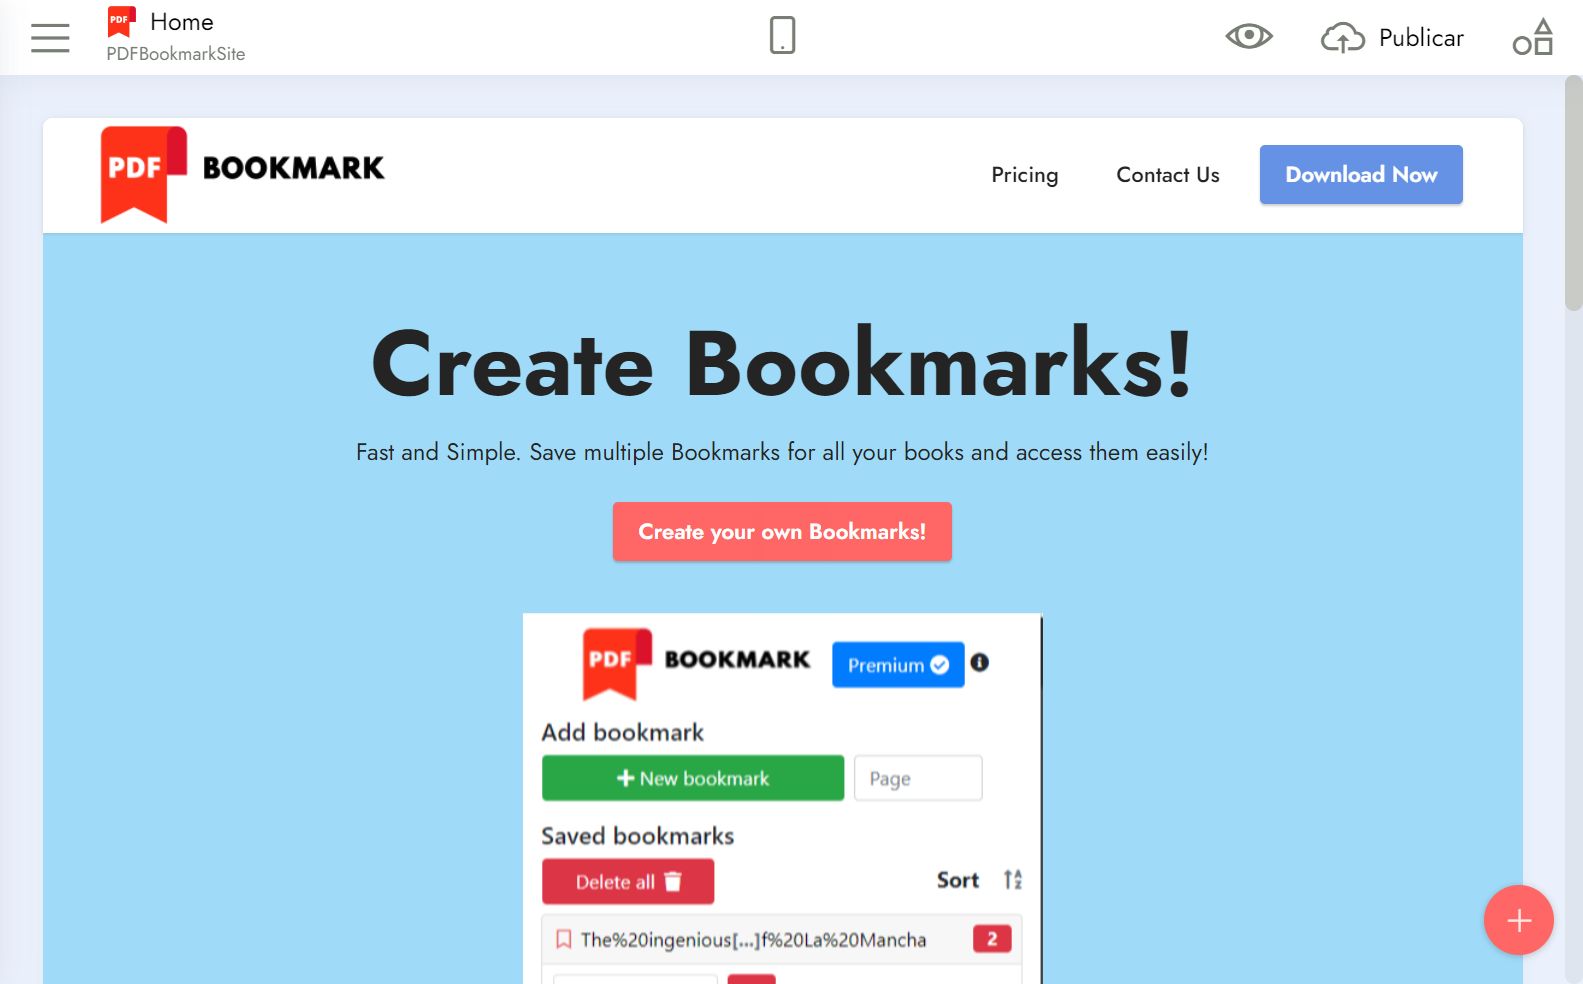 Home
PDFBookmarkSite
Publicar
PDF BOOKMARK
Pricing
Contact Us
Download Now
Create Bookmarks!
Fast and Simple. Save multiple Bookmarks for all your books and access them easily!
Create your own Bookmarks!
PDF BOOKMARK
Premium
Add bookmark
New bookmark
Page
Saved bookmarks
Delete all
Sort
The%20ingenious[...]f%20La%20Mancha
2